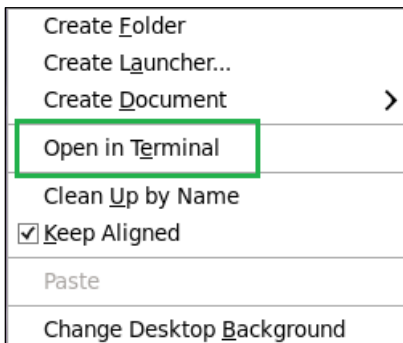 Create Folder
Create Launcher...
Create Document
Open in Terminal
Clean Up by Name
Keep Aligned
Paste
Change Desktop Background